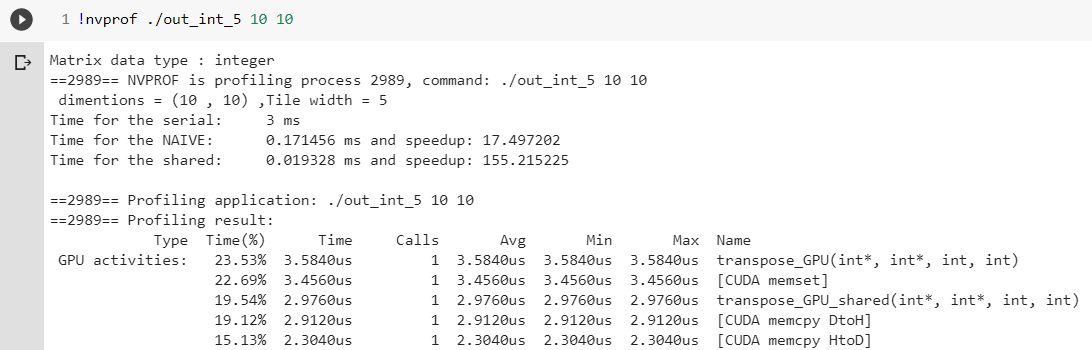 1 !nvprof ./out_int_5 10 10
Matrix data type : integer
==2989== NVPROF is profiling process 2989, command: ./out_int_5 10 10
dimentions = (10 , 10) ,Tile width = 5
Time for the serial:     3 ms
Time for the NAIVE:      0.171456 ms and speedup: 17.497202
Time for the shared:     0.019328 ms and speedup: 155.215225
==2989== Profiling application: ./out_int_5 10 10
==2989== Profiling result:
            Type  Time(%)      Time     Calls       Avg       Min       Max  Name
 GPU activities:   23.53%  3.5840us         1  3.5840us  3.5840us  3.5840us  transpose_GPU(int*, int*, int, int)
                   22.69%  3.4560us         1  3.4560us  3.4560us  3.4560us  [CUDA memset]
                   19.54%  2.9760us         1  2.9760us  2.9760us  2.9760us  transpose_GPU_shared(int*, int*, int, int)
                   19.12%  2.9120us         1  2.9120us  2.9120us  2.9120us  [CUDA memcpy DtoH]
                   15.13%  2.3040us         1  2.3040us  2.3040us  2.3040us  [CUDA memcpy HtoD]